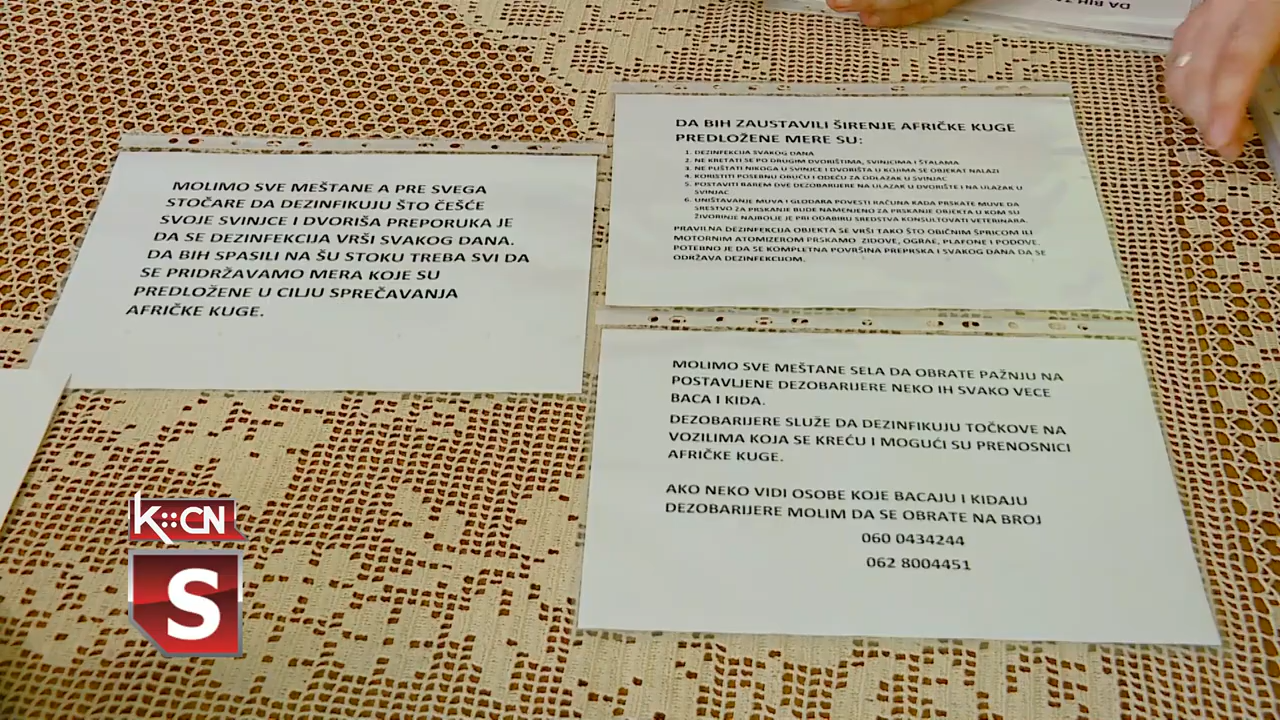 DA BIH ZA
MOLIMO SVE MEŠTANE A PRE SVEGA
STOČARE DA DEZINFIKUJU ŠTO ČEŠĆE
SVOJE SVINJCE I DVORIŠA PREPORUKA JE
DA SE DEZINFEKCIJA VRŠI SVAKOG DANA.
DA BIH SPASILI NA ŠU STOKU TREBA SVI DA
SE PRIDRŽAVAMO MERA KOJE SU
PREDLOŽENE U CILJU SPREČAVANJA
AFRIČKE KUGE.
DA BIH ZAUSTAVILI ŠIRENJE AFRIČKE KUGE
PREDLOŽENE MERE SU:
1. DEZINFEKCIJA SVAKOG DANA
2. NE KRETATI SE PO DRUGIM DVORIŠTIMA, SVINJCIMA I ŠTALAMA
3. NE PUŠTATI NIKOGA U SVINJCE I DVORIŠTA U KOJIMA SE OBJEKAT NALAZI
4. KORISTITI POSEBNU OBUĆU I ODEĆU ZA ODLAZAK U SVINJAC
5. POSTAVITI BAREM DVE DEZOBARIJERE NA ULAZAK U DVORIŠTE I NA ULAZAK U
SVINJAC
6. UNIŠTAVANJE MUVA I GLODARA POVESTI RAČUNA KADA PRSKATE MUVE DA
SRESTVO ZA PRSKANJE BUDE NAMENJENO ZA PRSKANJE OBJEKTA U KOM SU
ŽIVORINJE NAJBOLJE JE PRI ODABIRU SREDSTVA KONSULTOVATI VETERINARA.
PRAVILNA DEZINFEKCIJA OBJEKTA SE VRŠI TAKO ŠTO OBIČNIM ŠPRICOM ILI
MOTORNIM ATOMIZEROM PRSKAMO ZIDOVE, OGRAE, PLAFONE I PODOVE.
POTEBNO JE DA SE KOMPLETNA POVRŠINA PREPRSKA I SVAKOG DANA DA SE
ODRŽAVA DEZINFEKCIJOM.
MOLIMO SVE MEŠTANE SELA DA OBRATE PAŽNJU NA
POSTAVLJENE DEZOBARIJERE NEKO IH SVAKO VECE
BACA I KIDA.
DEZOBARIJERE SLUŽE DA DEZINFIKUJU TOČKOVE NA
VOZILIMA KOJA SE KREĆU I MOGUĆI SU PRENOSNICI
AFRIČKE KUGE.
AKO NEKO VIDI OSOBE KOJE BACAJU I KIDAJU
DEZOBARIJERE MOLIM DA SE OBRATE NA BROJ
060 0434244
062 8004451
K::CN
S